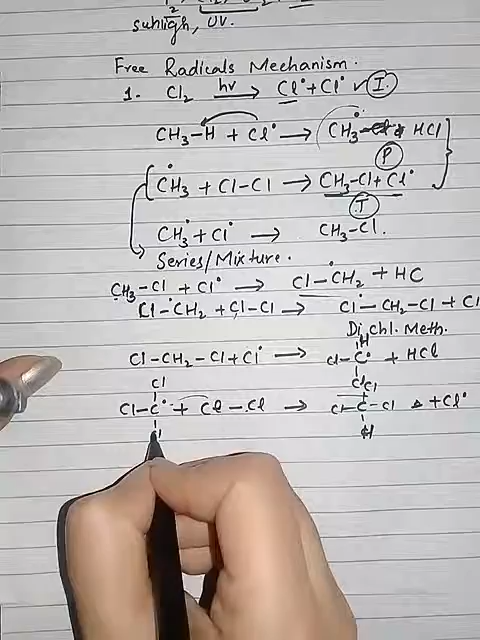 sunligh, UV.
Free Radicals Mechanism.
1. Cl₂ hv → Cl• + Cl• ✓ I.
CH₃–H + Cl• → CH₃• HCl
P
CH₃• + Cl–Cl → CH₃–Cl + Cl•
T
CH₃• + Cl• → CH₃–Cl.
Series/Mixture.
CH₃–Cl + Cl• → Cl–CH₂• + HC
Cl–CH₂• + Cl–Cl → Cl–CH₂–Cl + Cl
Di chl. Meth.
H
Cl–CH₂–Cl + Cl• → Cl–C• + HCl
Cl
Cl Cl
Cl–C• + Cl–Cl → Cl–C–Cl + Cl•
H